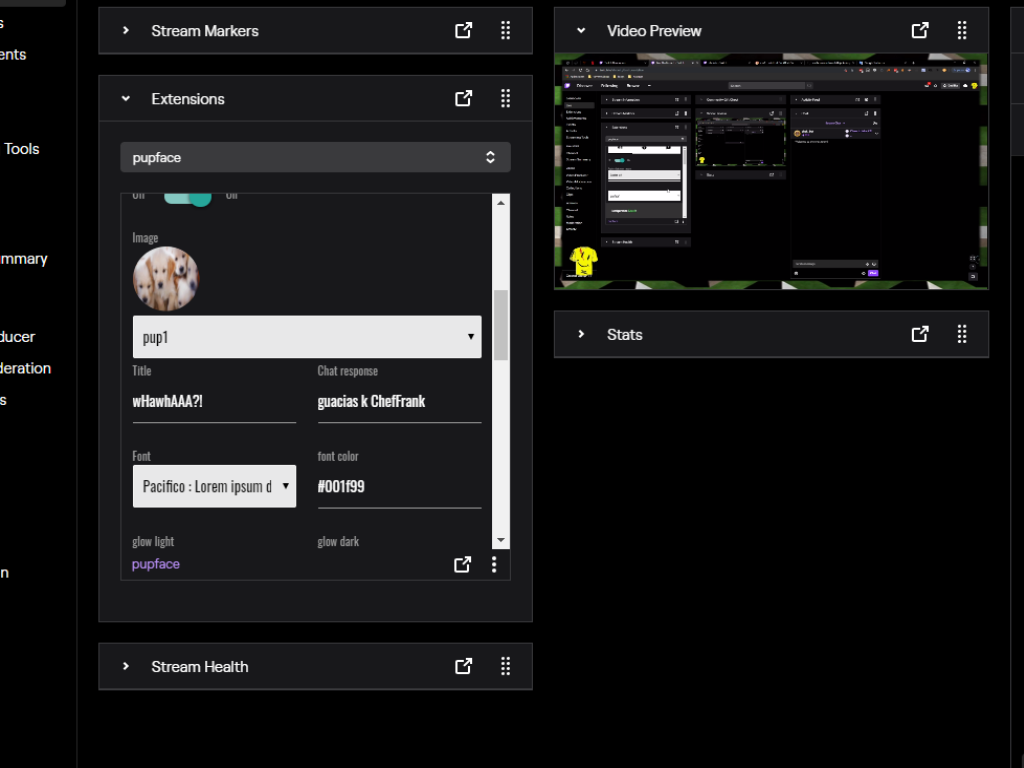 s
ents
Tools
mmary
ducer
deration
s
n
Stream Markers
Extensions
pupface
Off
On
Image
pup1
Title
Chat response
wHawhAAA?!
guacias k ChefFrank
Font
font color
Pacifico : Lorem ipsum d
#001f99
glow light
glow dark
pupface
Stream Health
Video Preview
Stats